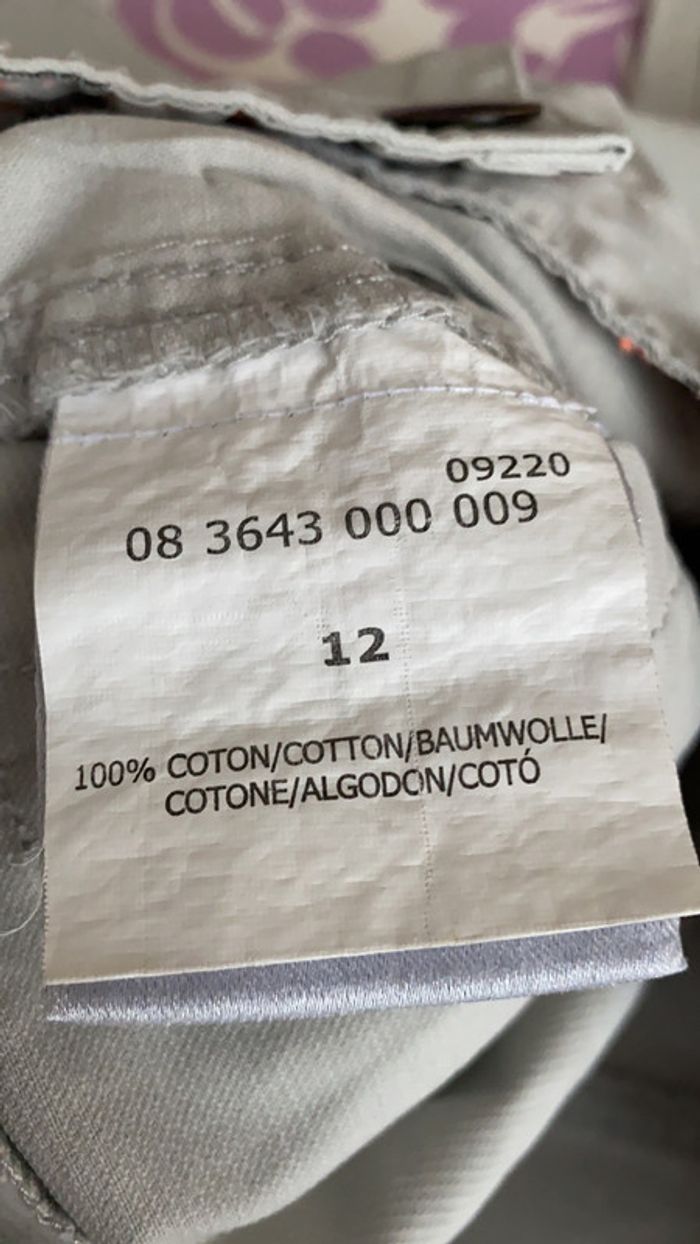 09220
08 3643 000 009
12
100% COTON/COTTON/BAUMWOLLE/
COTONE/ALGODON/COTÓ